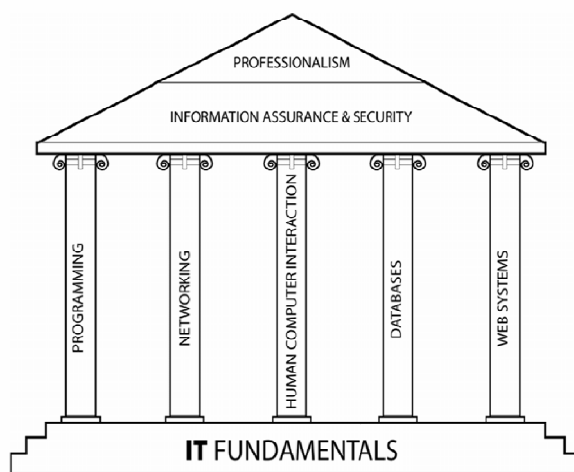 PROFESSIONALISM
INFORMATION ASSURANCE & SECURITY
PROGRAMMING
NETWORKING
HUMAN COMPUTER INTERACTION
DATABASES
WEB SYSTEMS
IT FUNDAMENTALS